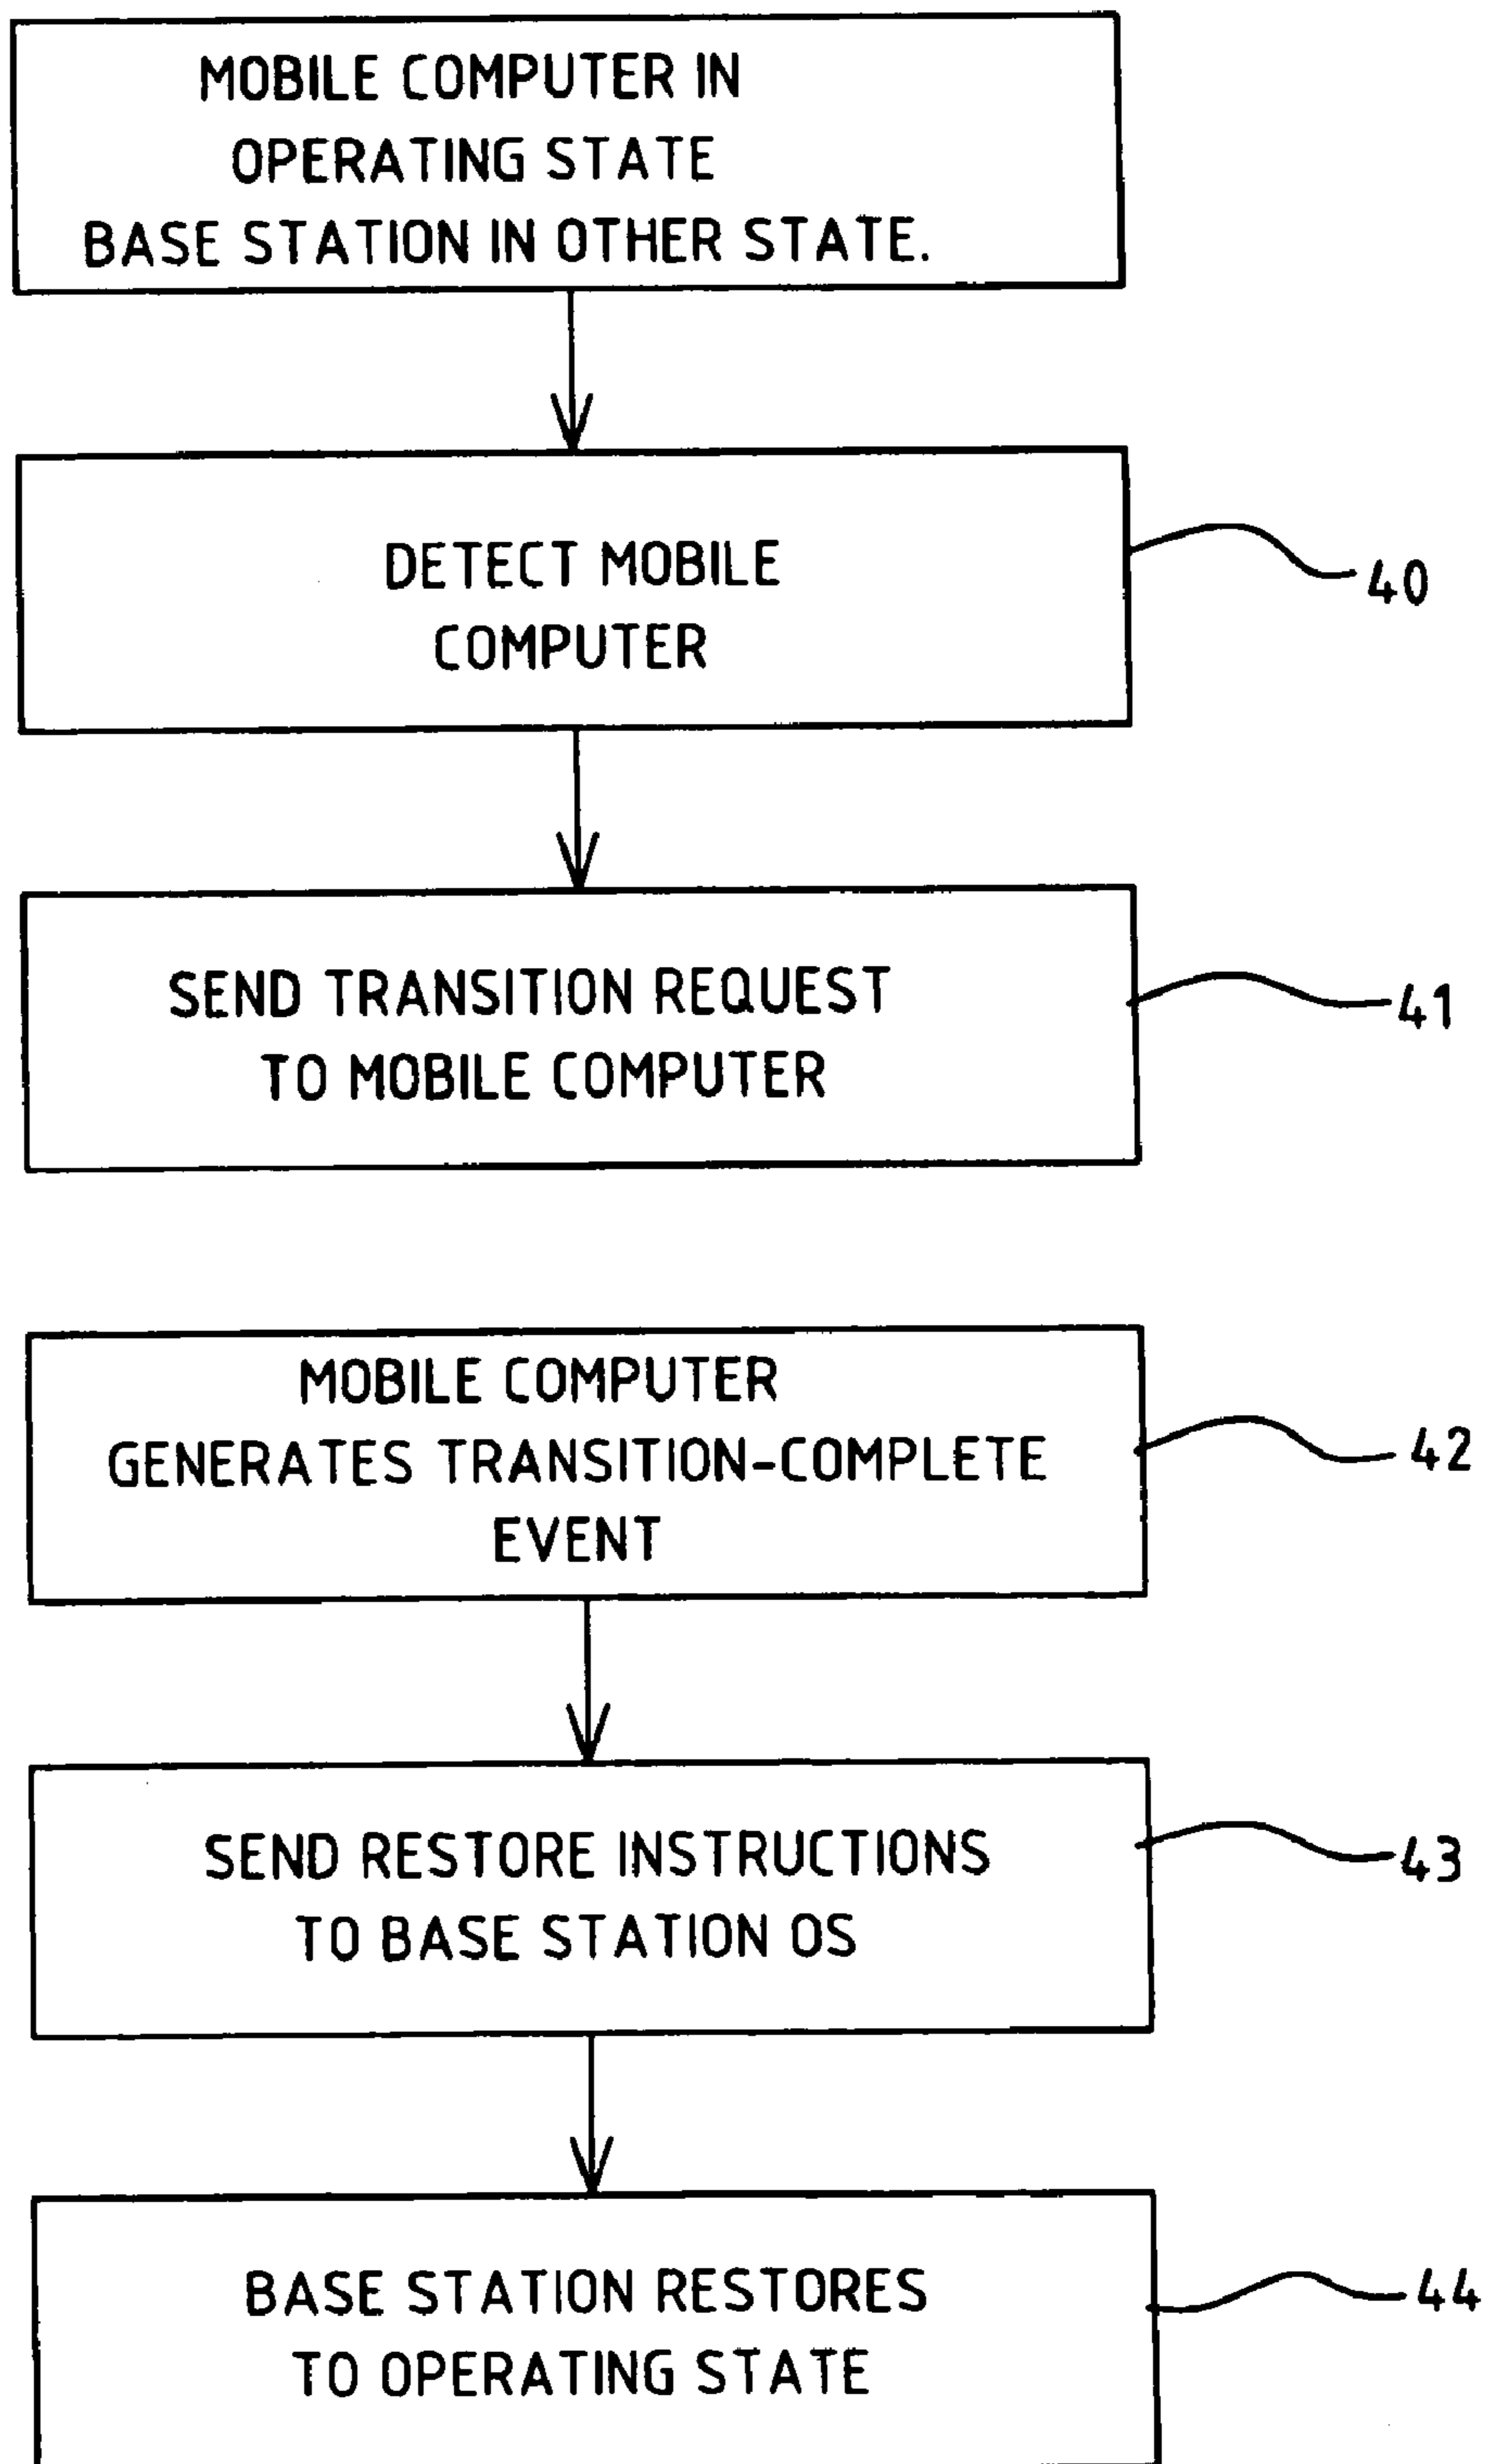 MOBILE COMPUTER IN
OPERATING STATE
BASE STATION IN OTHER STATE.
DETECT MOBILE
COMPUTER
40
SEND TRANSITION REQUEST
TO MOBILE COMPUTER
41
MOBILE COMPUTER
GENERATES TRANSITION-COMPLETE
EVENT
42
SEND RESTORE INSTRUCTIONS
TO BASE STATION OS
43
BASE STATION RESTORES
TO OPERATING STATE
44